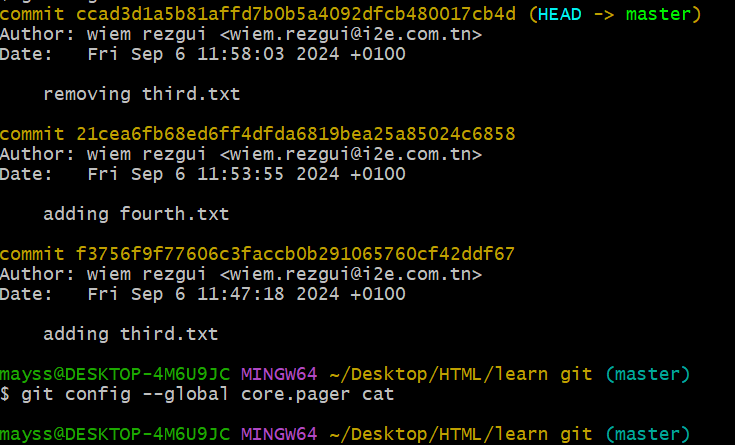 commit ccad3d1a5b81affd7b0b5a4092dfcb480017cb4d (HEAD -> master)
Author: wiem rezgui <wiem.rezgui@i2e.com.tn>
Date:   Fri Sep 6 11:58:03 2024 +0100
    removing third.txt
commit 21cea6fb68ed6ff4dfda6819bea25a85024c6858
Author: wiem rezgui <wiem.rezgui@i2e.com.tn>
Date:   Fri Sep 6 11:53:55 2024 +0100
    adding fourth.txt
commit f3756f9f77606c3faccb0b291065760cf42ddf67
Author: wiem rezgui <wiem.rezgui@i2e.com.tn>
Date:   Fri Sep 6 11:47:18 2024 +0100
    adding third.txt
mayss@DESKTOP-4M6U9JC MINGW64 ~/Desktop/HTML/learn git (master)
$ git config --global core.pager cat
mayss@DESKTOP-4M6U9JC MINGW64 ~/Desktop/HTML/learn git (master)